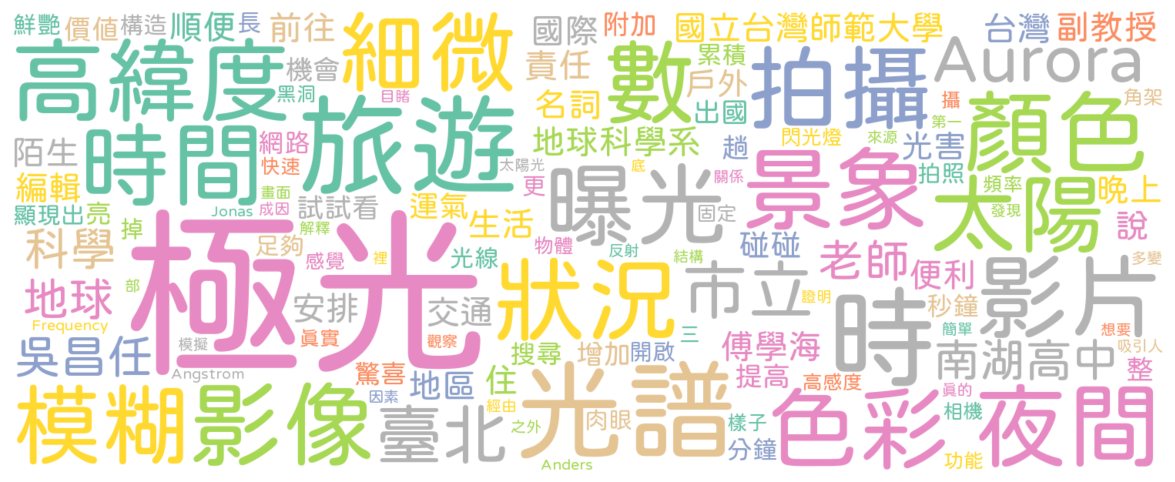 鮮艷 價值 構造 順便 長 前往 細微 國際 附加 國立台灣師範大學 台灣 副教授
高緯度 機會 黑洞 目睹 責任 數 累積 戶外 出國 拍攝 Aurora 角架
時間 旅遊 名詞 地球科學系 趟 閃光燈 攝 第一 來源 光害 顏色
陌生 網路 快速 太陽光 底 關係 拍照 頻率 晚上
編輯 畫面 試試看 運氣 更 曝光 固定 景象 太陽 發現 說
顯現出 亮 Jonas 成因 解釋 生活
科學 掉 極光 足夠 感覺 裡 光線 物體 反射 結構 碰碰 老師 便利 多變
地球 部 安排 交通 狀況 市立 證明 時 秒鐘 影片
Frequency 真實 觀察 三 簡單 想要
吳昌任 模擬 Angstrom 驚喜 搜尋 增加 開啟 傅學海 南湖高中 吸引人
地區 因素 住 提高 高感度 整
模糊 影像 臺北 經由 光譜 肉眼 樣子 色彩 真的 相機 夜間
之外 分鐘 功能
Anders